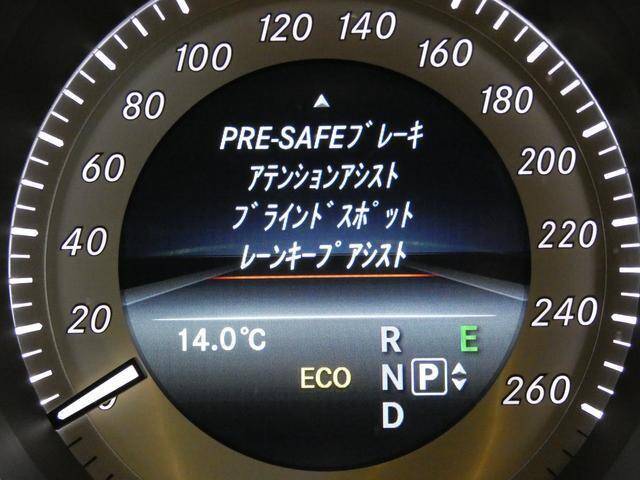 120 140
100 160
80 180
60 200
40 220
20 240
0 260
PRE-SAFEブレーキ
アテンションアシスト
ブラインドスポット
レーンキープアシスト
14.0℃
R E
ECO N P
D